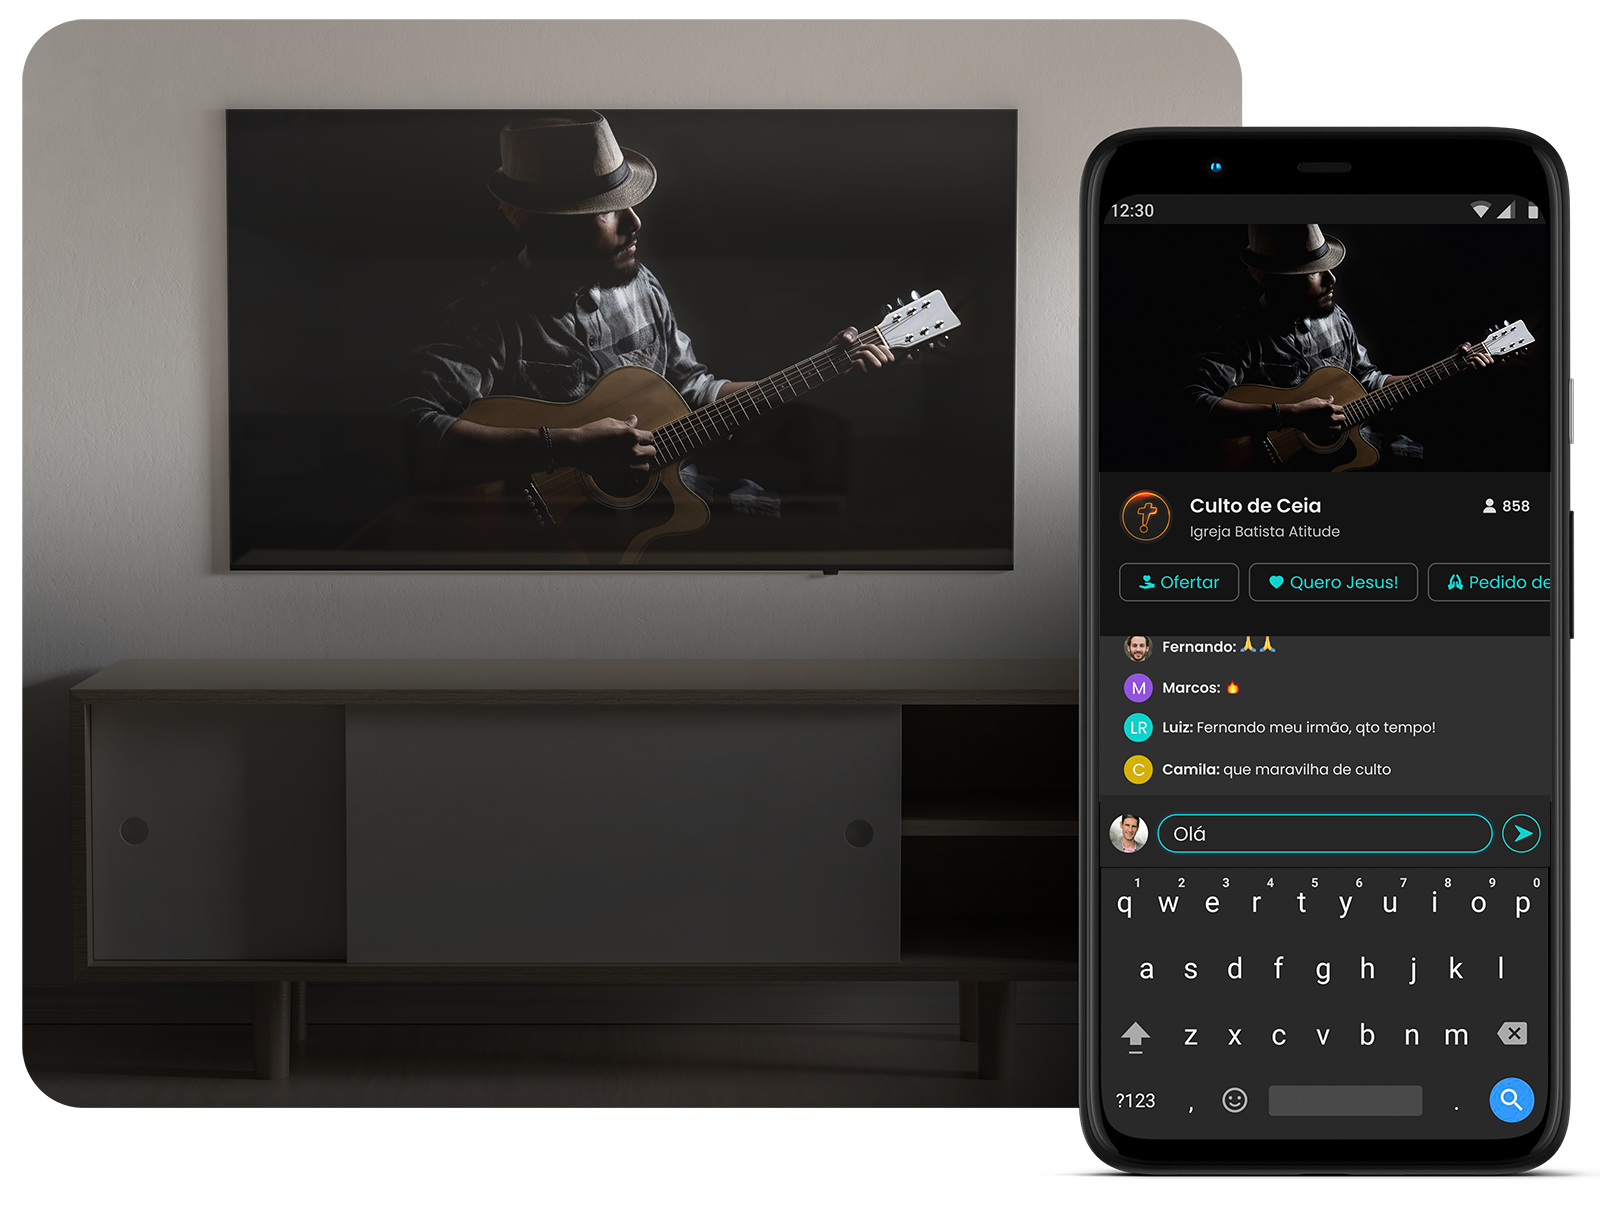 12:30
Culto de Ceia
858
Igreja Batista Atitude
Ofertar
Quero Jesus!
Pedido de
Fernando: 🙏🙏
M Marcos: 🔥
LR Luiz: Fernando meu irmão, qto tempo!
C Camila: que maravilha de culto
Olá
1 2 3 4 5 6 7 8 9 0
q w e r t y u i o p
a s d f g h j k l
z x c v b n m
?123 , .